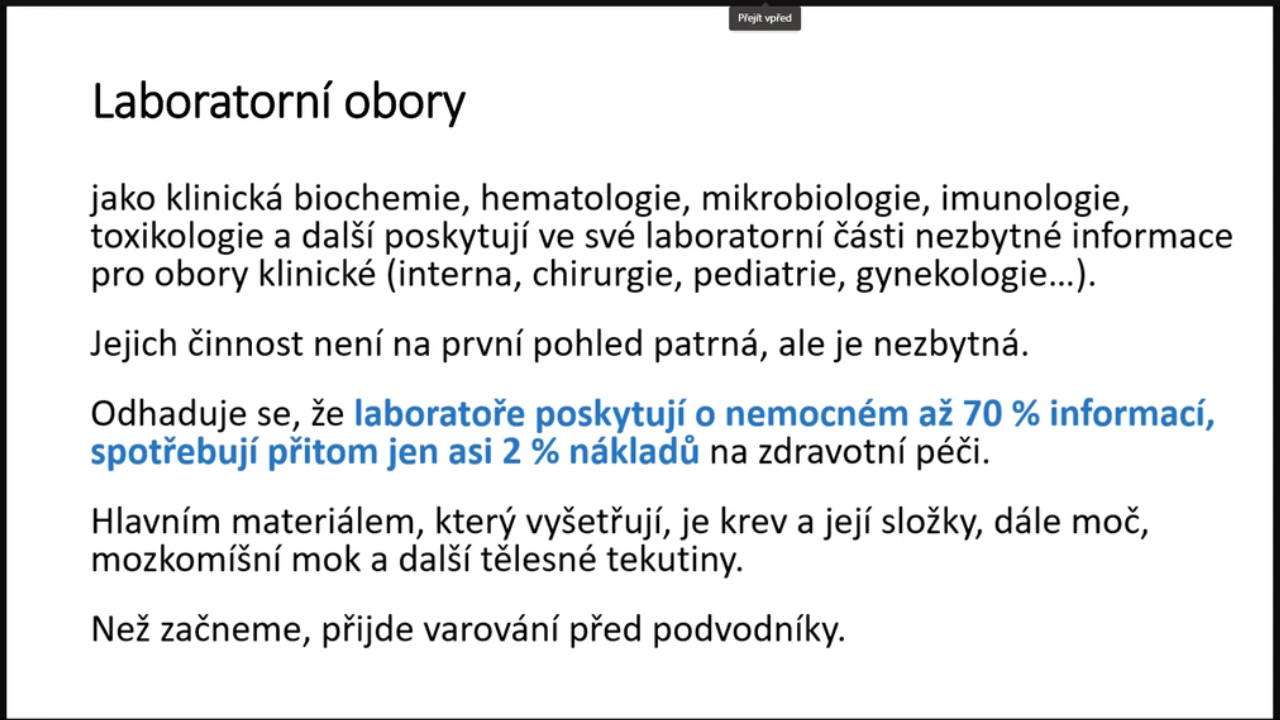 Přejít vpřed
Laboratorní obory
jako klinická biochemie, hematologie, mikrobiologie, imunologie,
toxikologie a další poskytují ve své laboratorní části nezbytné informace
pro obory klinické (interna, chirurgie, pediatrie, gynekologie…).
Jejich činnost není na první pohled patrná, ale je nezbytná.
Odhaduje se, že laboratoře poskytují o nemocném až 70 % informací,
spotřebují přitom jen asi 2 % nákladů na zdravotní péči.
Hlavním materiálem, který vyšetřují, je krev a její složky, dále moč,
mozkomíšní mok a další tělesné tekutiny.
Než začneme, přijde varování před podvodníky.